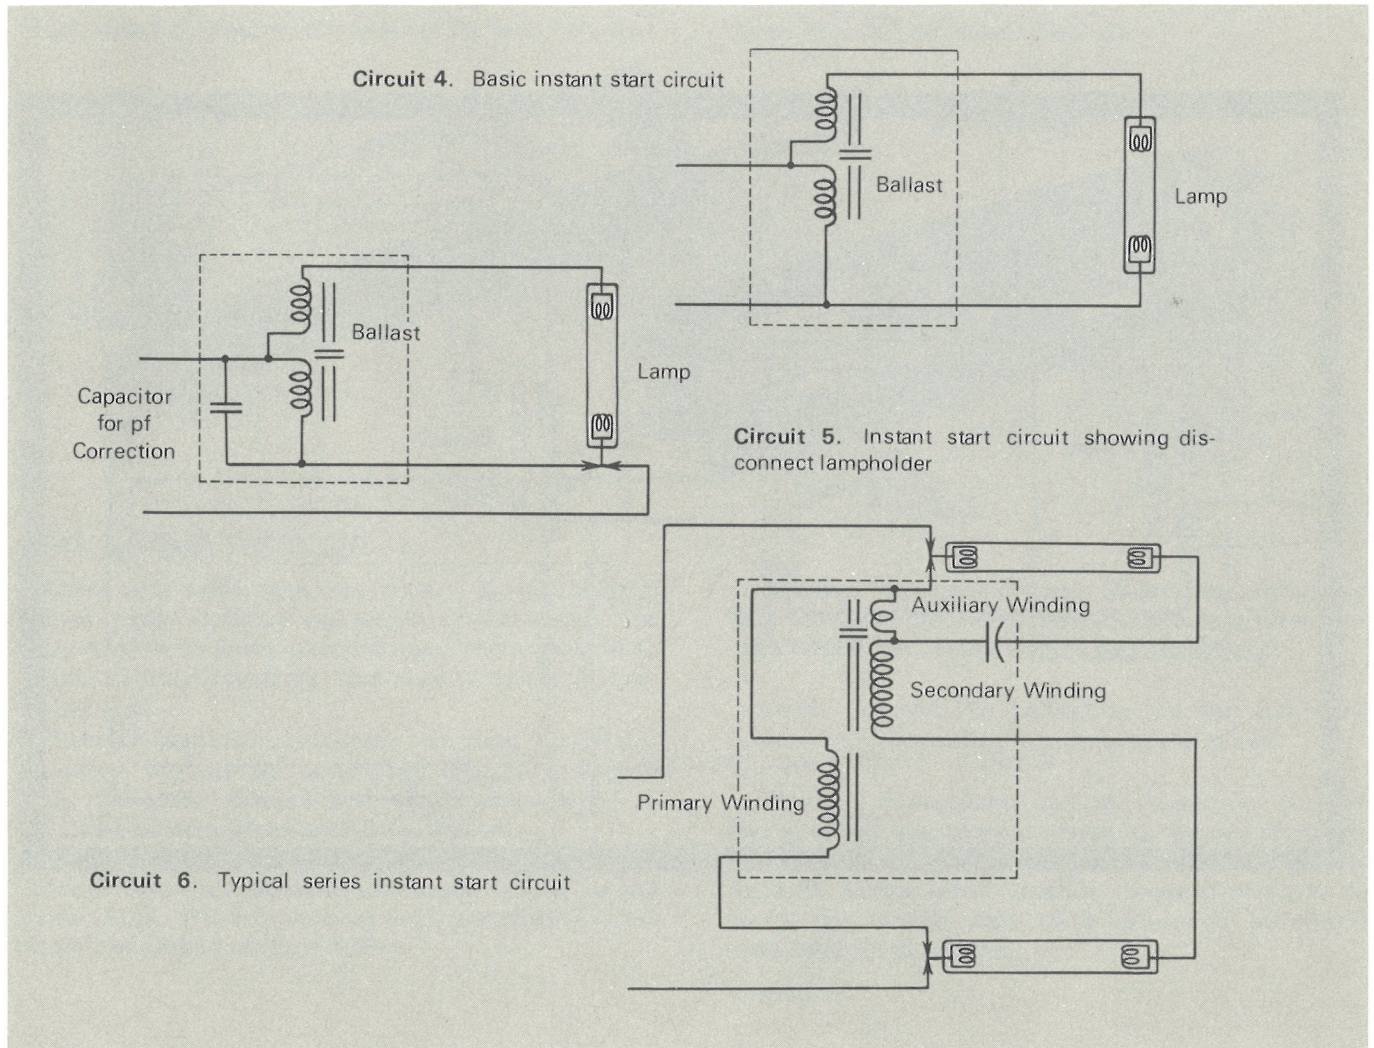 Circuit 4. Basic instant start circuit
Ballast
Lamp
Ballast
Lamp
Capacitor
for pf
Correction
Circuit 5. Instant start circuit showing dis-
connect lampholder
Auxiliary Winding
Secondary Winding
Primary Winding
Circuit 6. Typical series instant start circuit